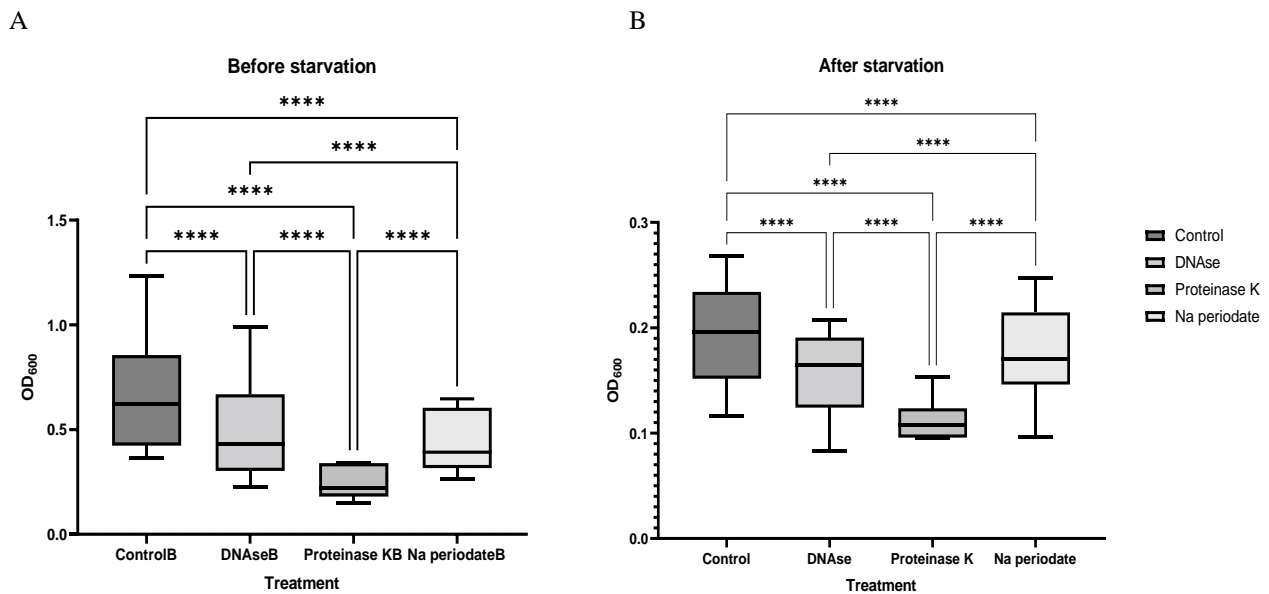 A
Before starvation
****
****
****
**** **** ****
1.5
1.0
0.5
0.0
OD600
ControlB DNAseB Proteinase KB Na periodateB
Treatment
B
After starvation
****
****
****
**** **** ****
0.3
0.2
0.1
0.0
OD600
Control DNAse Proteinase K Na periodate
Treatment
Control
DNAse
Proteinase K
Na periodate